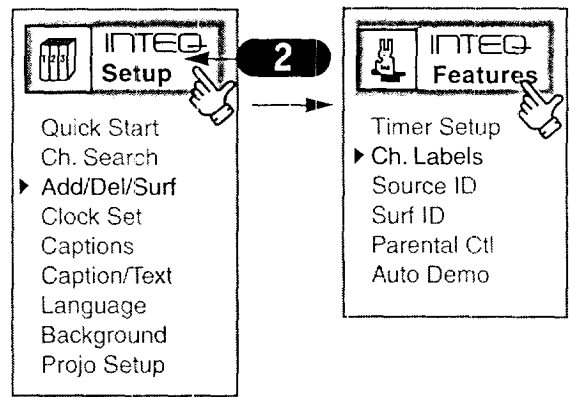 INTEQ
Setup
Quick Start
Ch. Search
Add/Del/Surf
Clock Set
Captions
Caption/Text
Language
Background
Projo Setup
2
INTEQ
Features
Timer Setup
Ch. Labels
Source ID
Surf ID
Parental Ctl
Auto Demo